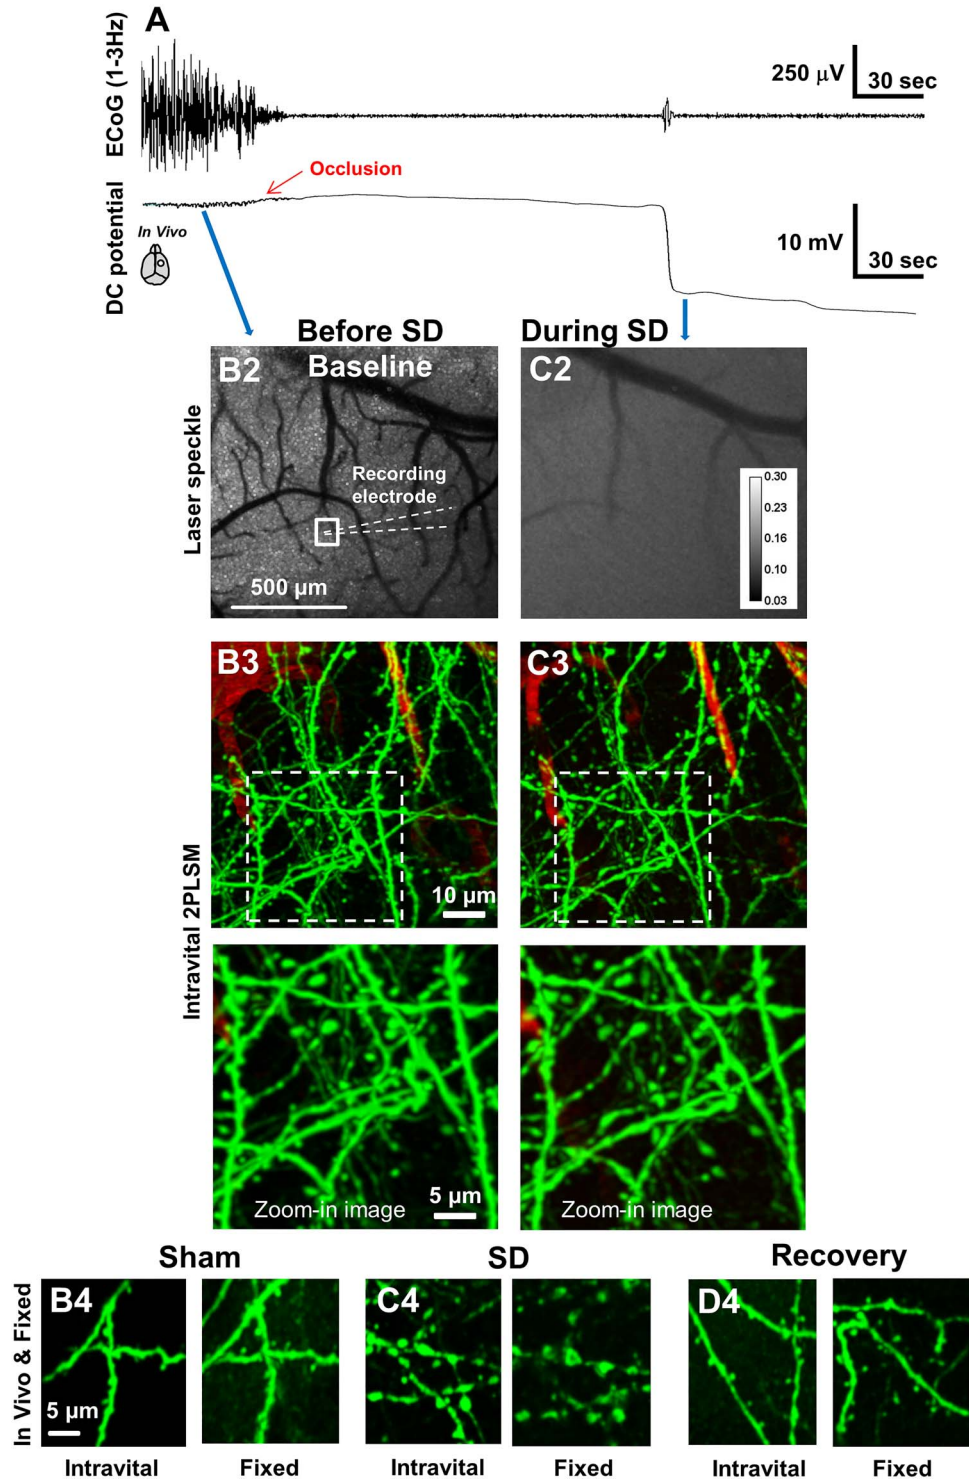 A
ECoG (1-3Hz)
250 μV
30 sec
Occlusion
DC potential
In Vivo
10 mV
30 sec
Before SD
During SD
Laser speckle
B2
Baseline
Recording
electrode
500 μm
C2
0.30
0.23
0.16
0.10
0.03
Intravital 2PLSM
B3
10 μm
C3
Zoom-in image
5 μm
Zoom-in image
Sham
SD
Recovery
In Vivo & Fixed
B4
5 μm
C4
D4
Intravital
Fixed
Intravital
Fixed
Intravital
Fixed